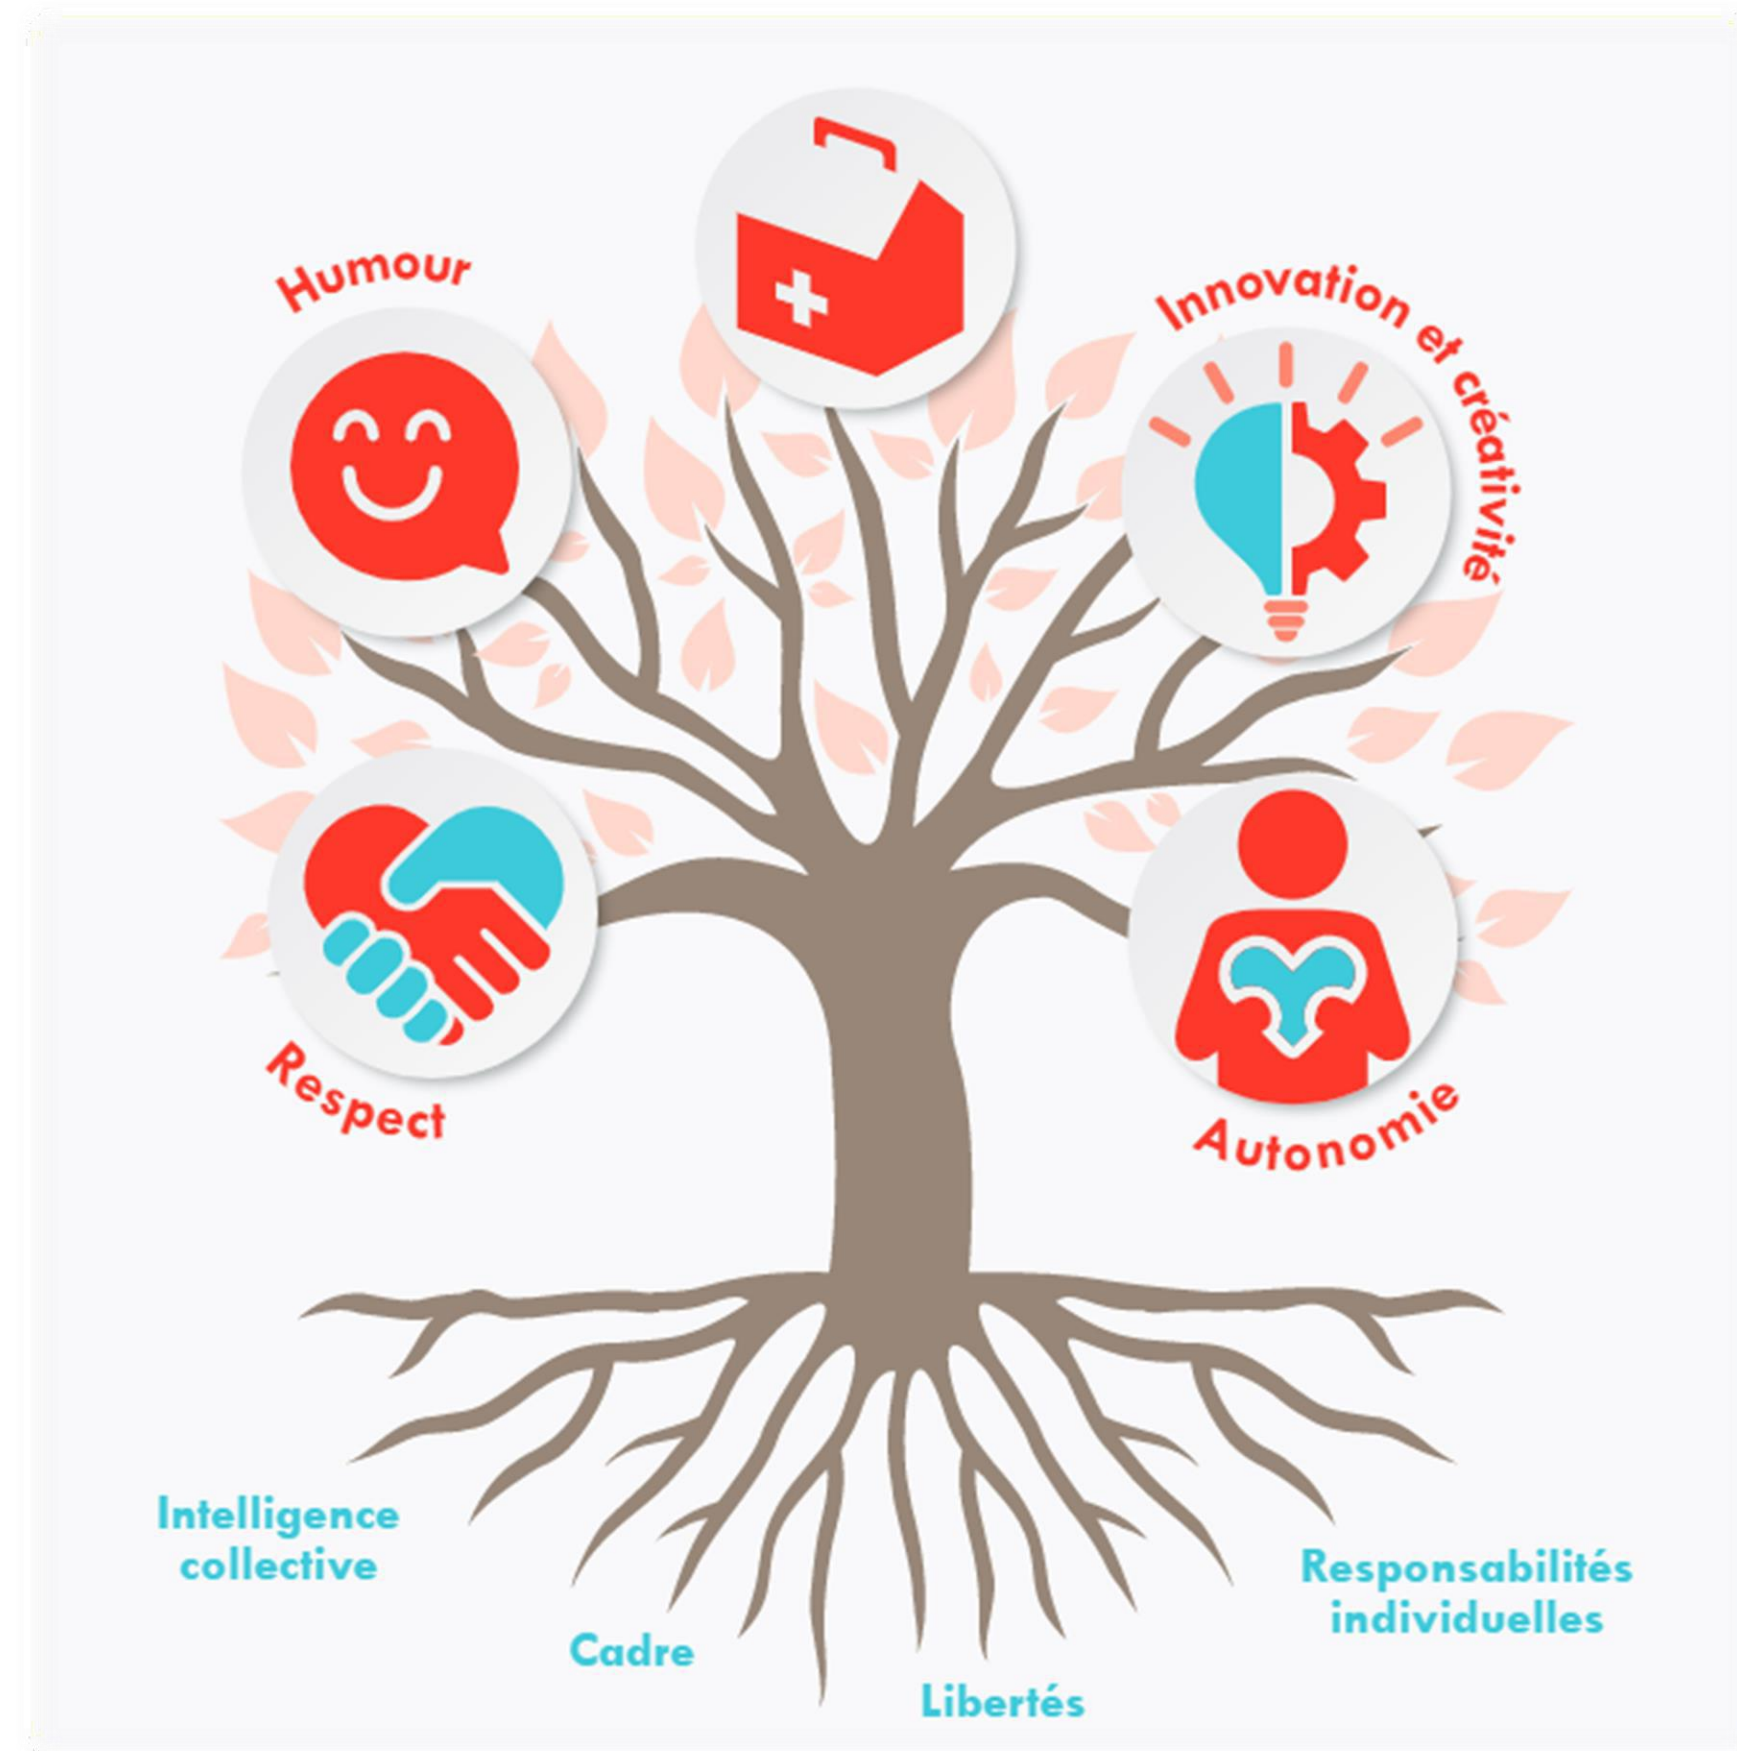 Humour
Innovation et créativité
Respect
Autonomie
Intelligence
collective
Responsabilités
individuelles
Cadre
Libertés